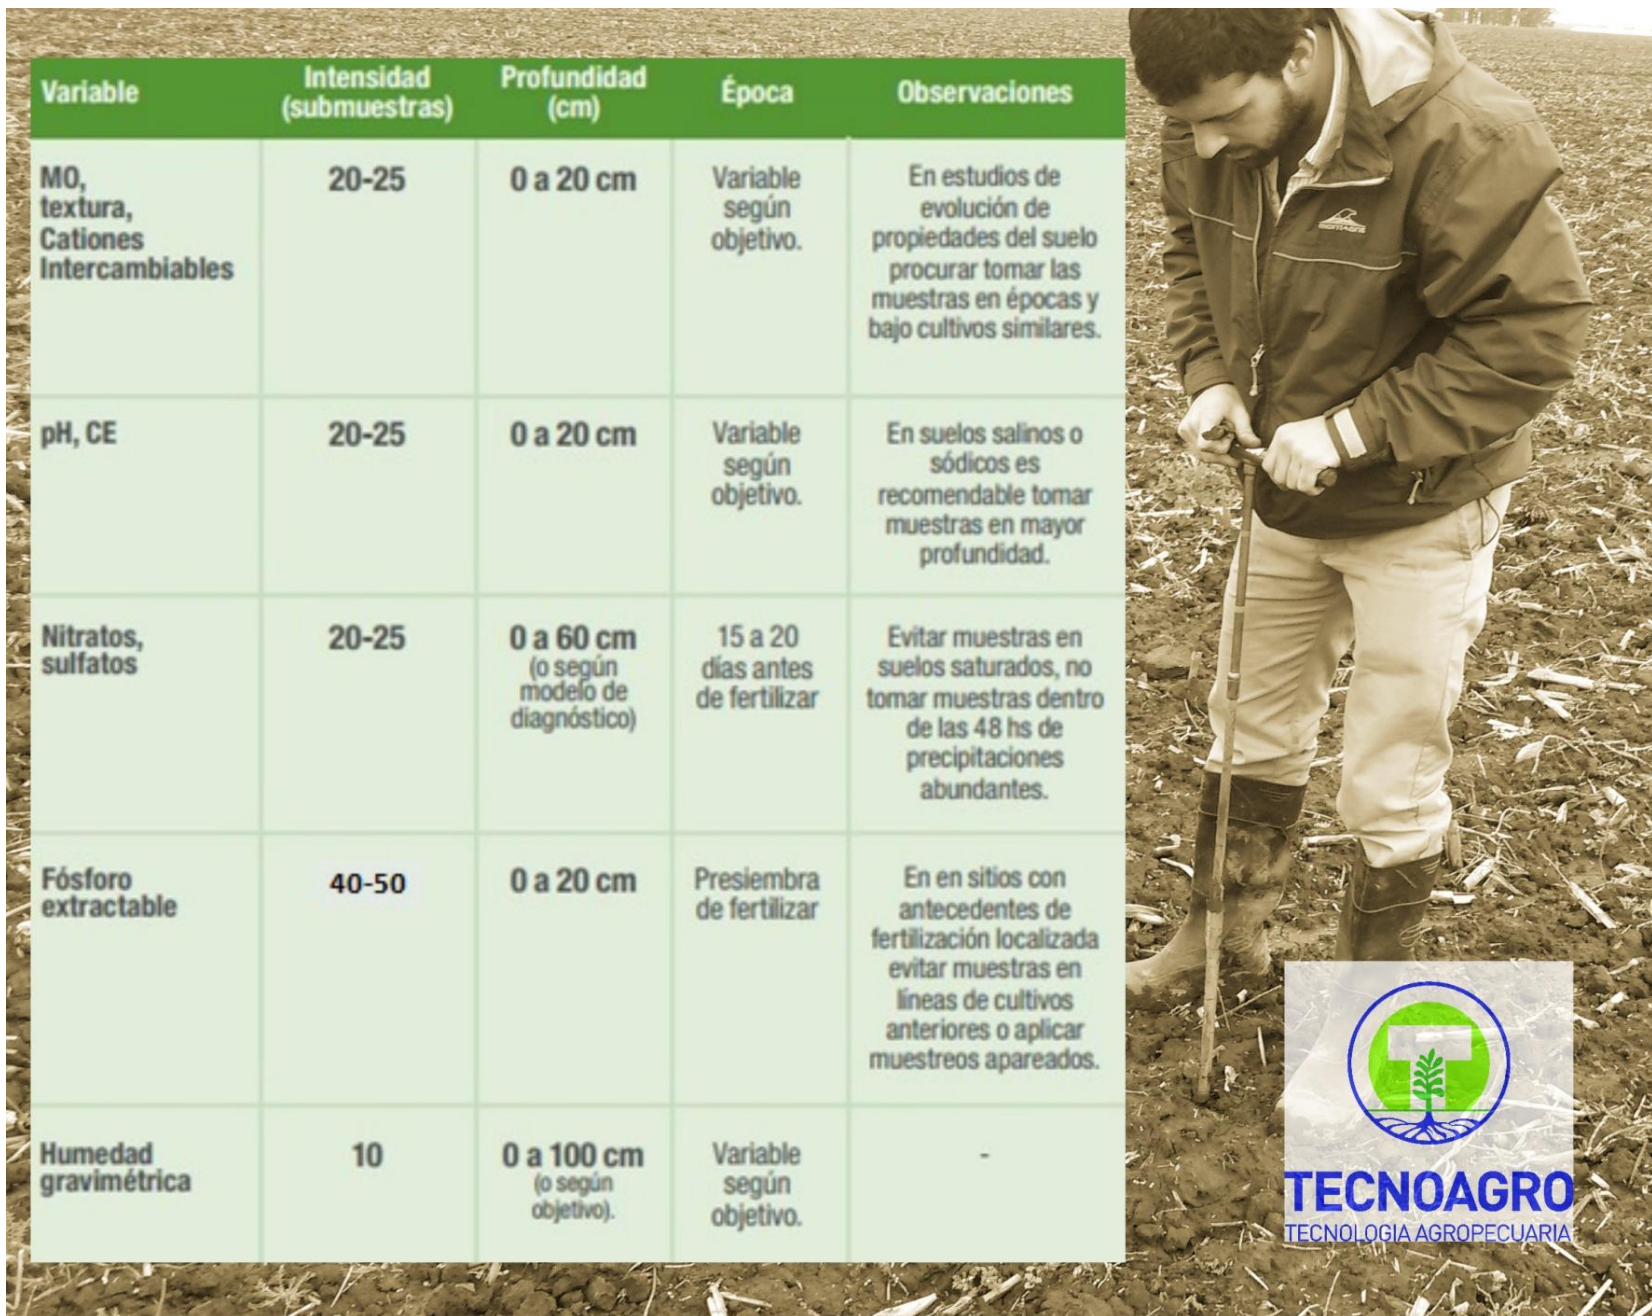 Variable
Intensidad
(submuestras)
Profundidad
(cm)
Época
Observaciones
MO,
textura,
Cationes
Intercambiables
20-25
0 a 20 cm
Variable
según
objetivo.
En estudios de
evolución de
propiedades del suelo
procurar tomar las
muestras en épocas y
bajo cultivos similares.
pH, CE
20-25
0 a 20 cm
Variable
según
objetivo.
En suelos salinos o
sódicos es
recomendable tomar
muestras en mayor
profundidad.
Nitratos,
sulfatos
20-25
0 a 60 cm
(o según
modelo de
diagnóstico)
15 a 20
días antes
de fertilizar
Evitar muestras en
suelos saturados, no
tomar muestras dentro
de las 48 hs de
precipitaciones
abundantes.
Fósforo
extractable
40-50
0 a 20 cm
Presiembra
de fertilizar
En en sitios con
antecedentes de
fertilización localizada
evitar muestras en
líneas de cultivos
anteriores o aplicar
muestreos apareados.
Humedad
gravimétrica
10
0 a 100 cm
(o según
objetivo).
Variable
según
objetivo.
-
MONTAGNE
T
TECNOAGRO
TECNOLOGIA AGROPECUARIA